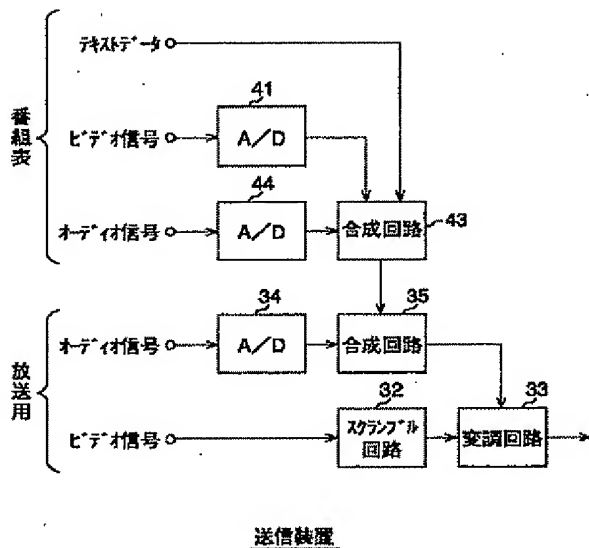 番組表
テキストデータ
ビデオ信号
41
A/D
オーディオ信号
44
A/D
合成回路
43
放送用
オーディオ信号
34
A/D
35
合成回路
ビデオ信号
32
スクランブル
回路
33
変調回路
送信装置